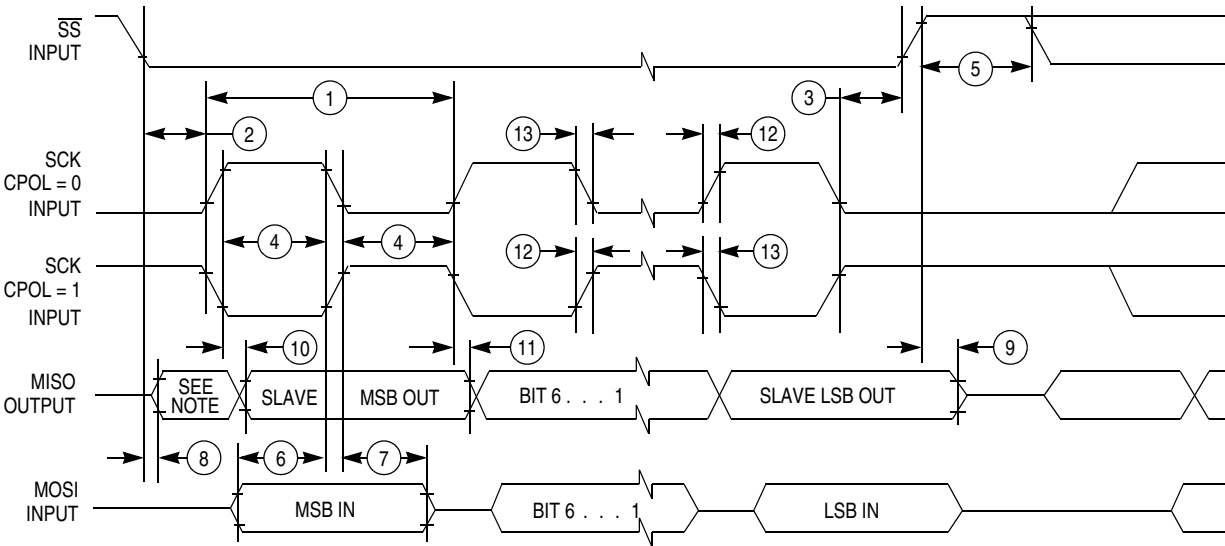 SS
INPUT
5
1
3
2
13
12
SCK
CPOL = 0
INPUT
4
4
12
13
SCK
CPOL = 1
INPUT
10
11
9
MISO
OUTPUT
SEE
NOTE
SLAVE
MSB OUT
BIT 6 . . . 1
SLAVE LSB OUT
8
6
7
MOSI
INPUT
MSB IN
BIT 6 . . . 1
LSB IN